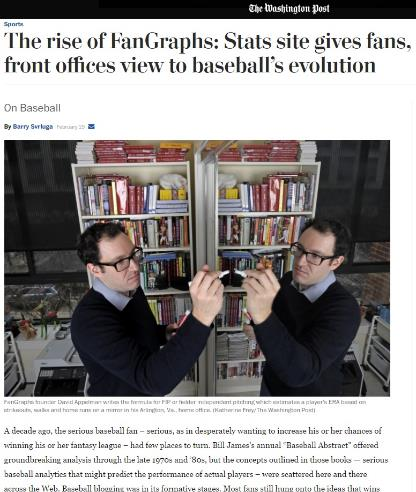 The Washington Post
Sports
The rise of FanGraphs: Stats site gives fans,
front offices view to baseball's evolution
On Baseball
By Barry Svrluga February 19
FanGraphs founder David Appelman writes the formula for FIP or fielder independent pitching which estimates a player's ERA based on
strikeouts, walks and home runs on a mirror in his Arlington, Va., home office. (Katherine Frey/The Washington Post)
A decade ago, the serious baseball fan – serious, as in desperately wanting to increase his or her chances of
winning his or her fantasy league – had few places to turn. Bill James's annual "Baseball Abstract" offered
groundbreaking analysis through the late 1970s and '80s, but the concepts outlined in those books — serious
baseball analytics that might predict the performance of actual players – were scattered here and there
across the Web. Baseball blogging was in its formative stages. Most fans still hung onto the ideas that wins